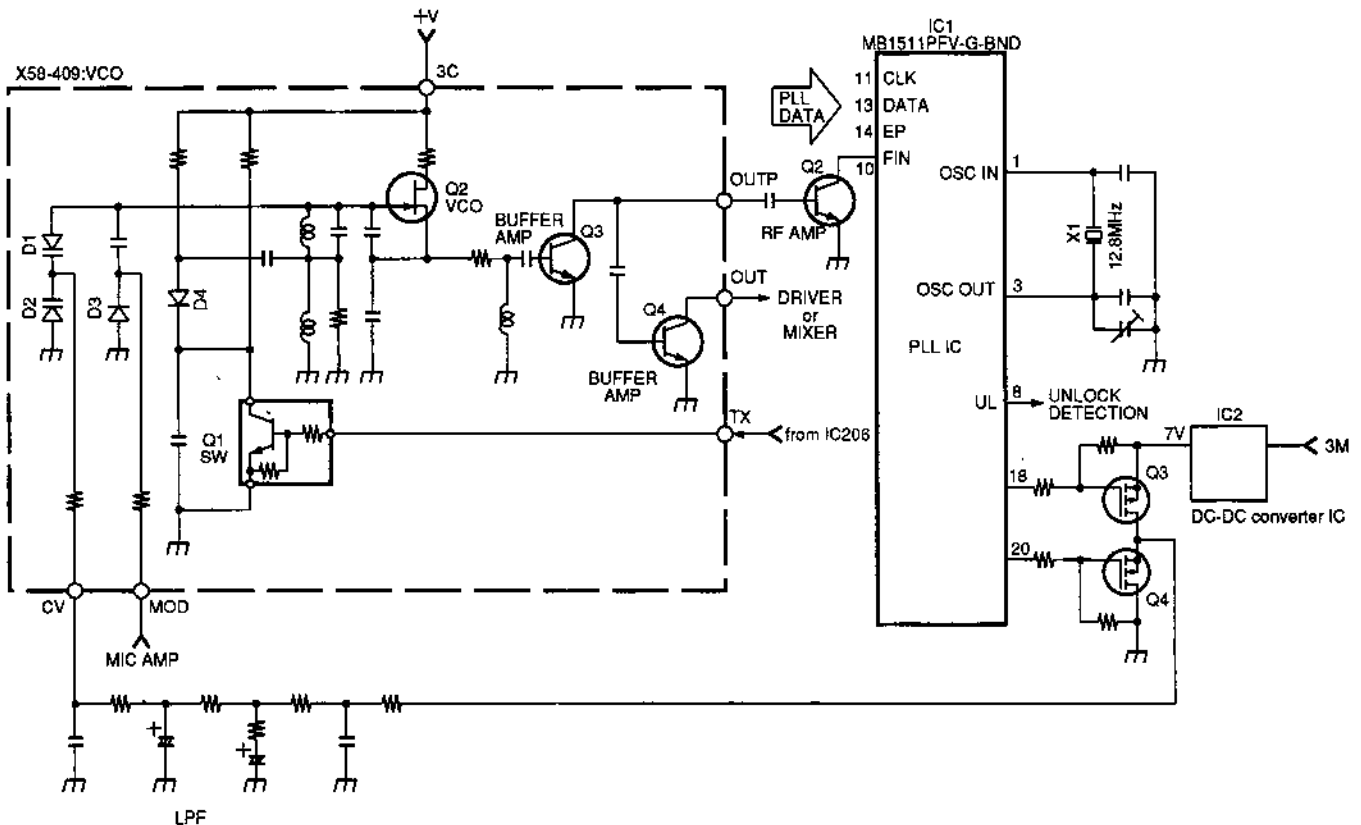 +V
IC1
MB1511PFV-G-BND
X58-409:VCO
3C
11 CLK
13 DATA
14 EP
10 FIN
PLL
DATA
Q2
VCO
OUTP
Q2
RF AMP
OSC IN 1
X1
12.8MHz
OSC OUT 3
PLL IC
D1
D2
D3
D4
BUFFER
AMP
Q3
OUT
DRIVER
or
MIXER
Q4
BUFFER
AMP
UL 8
UNLOCK
DETECTION
Q1
SW
TX
from IC206
IC2
7V
3M
18
Q3
DC-DC converter IC
20
Q4
CV
MOD
MIC AMP
+
+
LPF